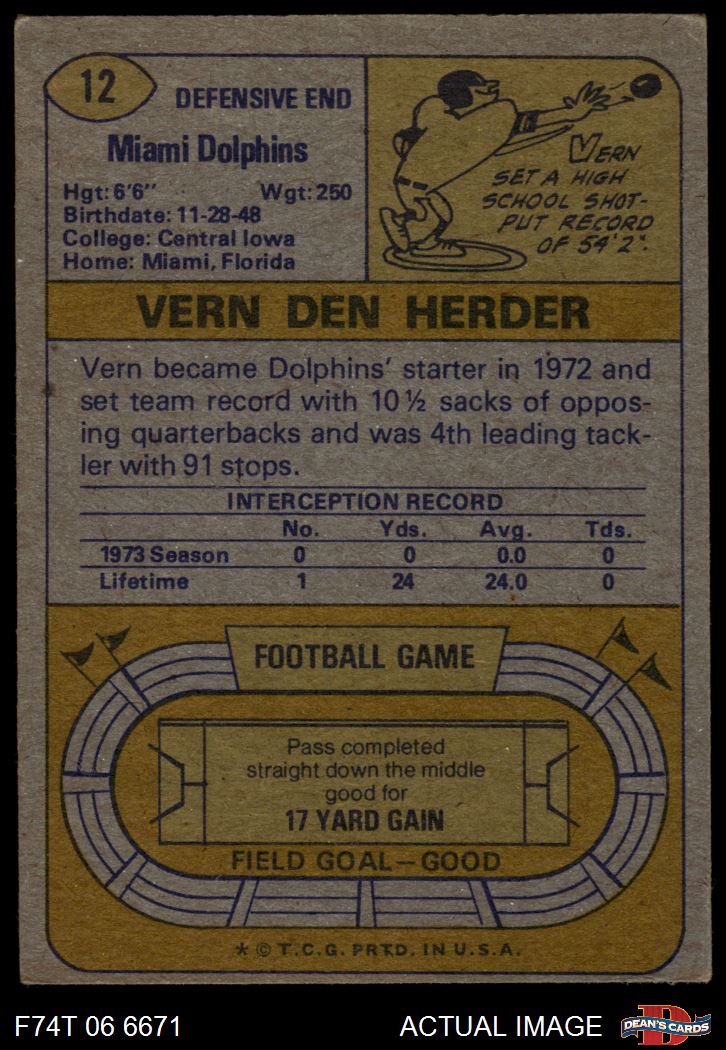 12
DEFENSIVE END
Miami Dolphins
Hgt: 6'6" Wgt: 250
Birthdate: 11-28-48
College: Central Iowa
Home: Miami, Florida
VERN
SET A HIGH
SCHOOL SHOT-
PUT RECORD
OF 54'2".
VERN DEN HERDER
Vern became Dolphins' starter in 1972 and
set team record with 10½ sacks of oppos-
ing quarterbacks and was 4th leading tack-
ler with 91 stops.
INTERCEPTION RECORD
No. Yds. Avg. Tds.
1973 Season 0 0 0.0 0
Lifetime 1 24 24.0 0
FOOTBALL GAME
Pass completed
straight down the middle
good for
17 YARD GAIN
FIELD GOAL—GOOD
* © T.C.G. PRTD. IN U.S.A.
F74T 06 6671 ACTUAL IMAGE
D
DEAN'S CARDS